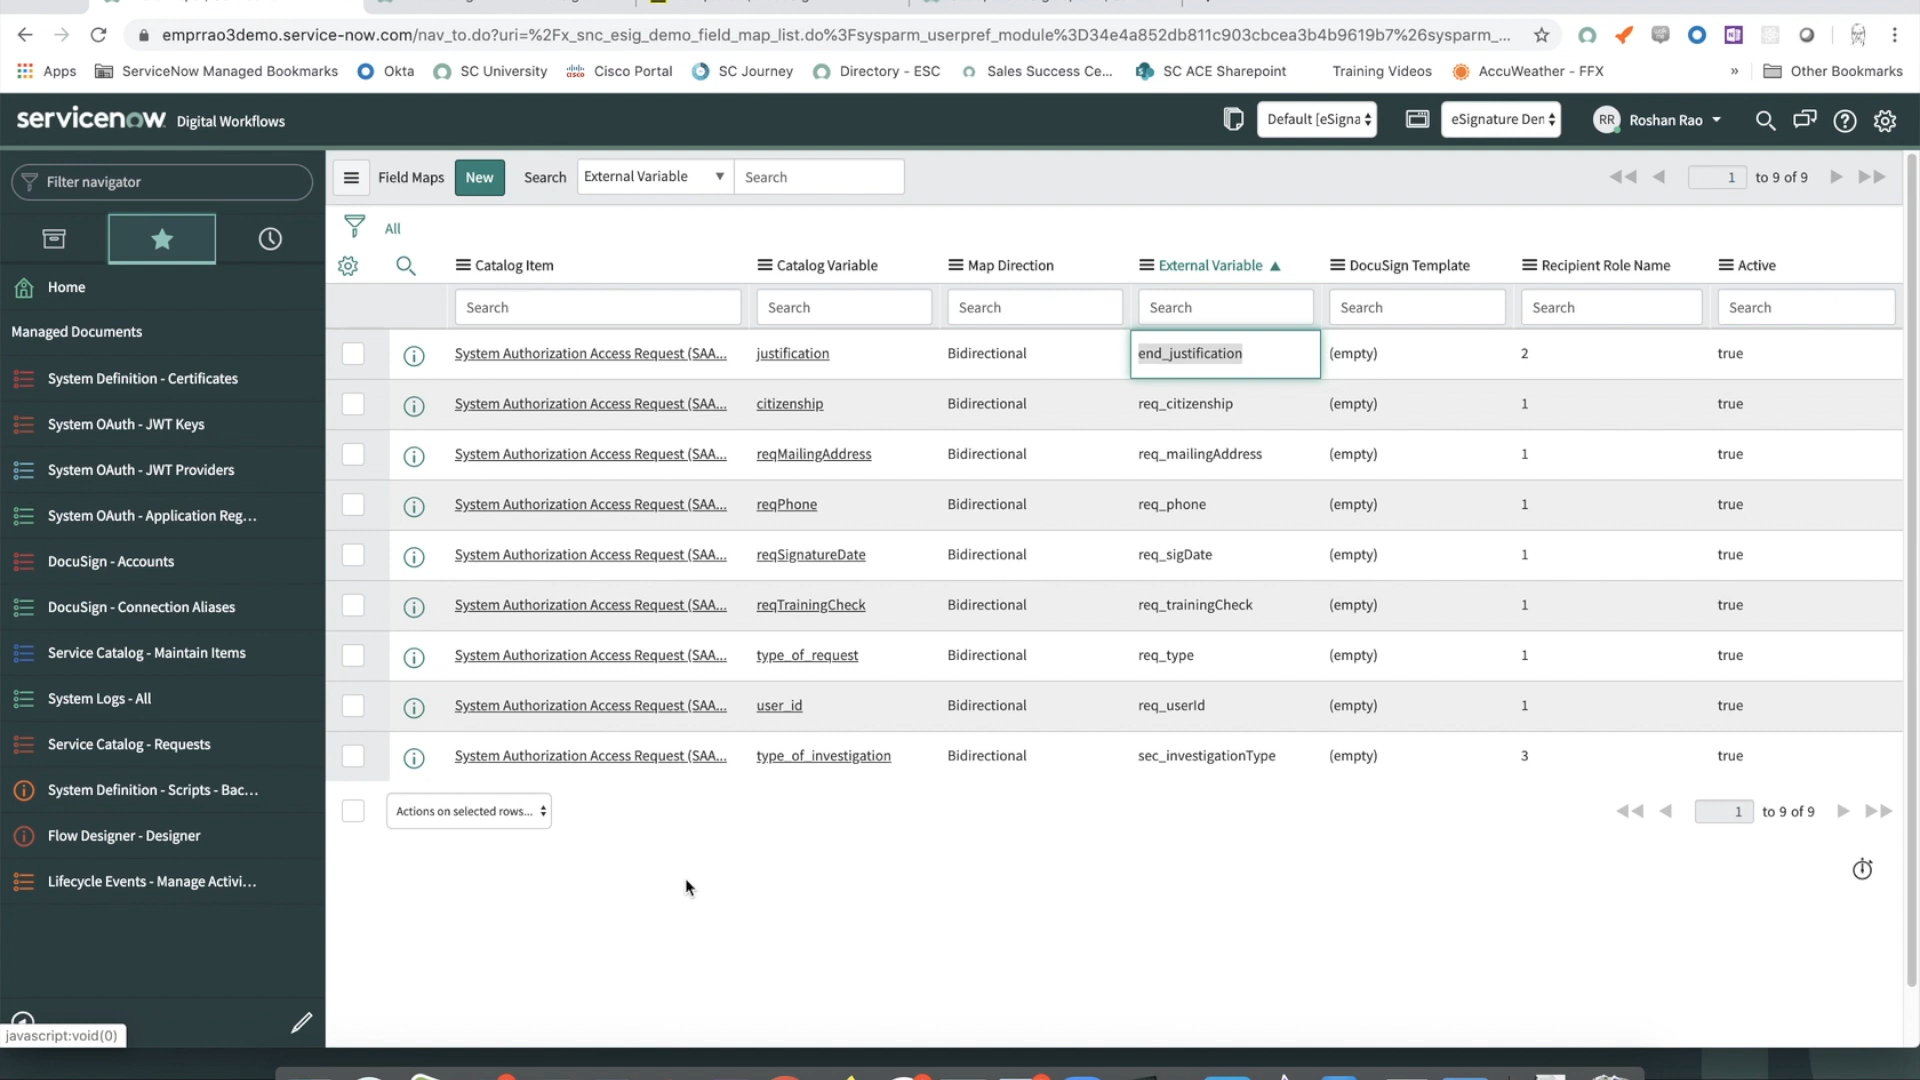 emprrao3demo.service-now.com/nav_to.do?uri=%2Fx_snc_esig_demo_field_map_list.do%3Fsysparm_userpref_module%3D34e4a852db811c903cbcea3b4b9619b7%26sysparm_...
Apps ServiceNow Managed Bookmarks Okta SC University Cisco Portal SC Journey Directory - ESC Sales Success Ce... SC ACE Sharepoint Training Videos AccuWeather - FFX » Other Bookmarks
servicenow Digital Workflows Default [eSigna eSignature Den RR Roshan Rao
Filter navigator
Field Maps New Search External Variable Search 1 to 9 of 9
All
Catalog Item Catalog Variable Map Direction External Variable DocuSign Template Recipient Role Name Active
Search Search Search Search Search Search Search
System Authorization Access Request (SAA... justification Bidirectional end_justification (empty) 2 true
System Authorization Access Request (SAA... citizenship Bidirectional req_citizenship (empty) 1 true
System Authorization Access Request (SAA... reqMailingAddress Bidirectional req_mailingAddress (empty) 1 true
System Authorization Access Request (SAA... reqPhone Bidirectional req_phone (empty) 1 true
System Authorization Access Request (SAA... reqSignatureDate Bidirectional req_sigDate (empty) 1 true
System Authorization Access Request (SAA... reqTrainingCheck Bidirectional req_trainingCheck (empty) 1 true
System Authorization Access Request (SAA... type_of_request Bidirectional req_type (empty) 1 true
System Authorization Access Request (SAA... user_id Bidirectional req_userId (empty) 1 true
System Authorization Access Request (SAA... type_of_investigation Bidirectional sec_investigationType (empty) 3 true
Actions on selected rows... 1 to 9 of 9
Home
Managed Documents
System Definition - Certificates
System OAuth - JWT Keys
System OAuth - JWT Providers
System OAuth - Application Reg...
DocuSign - Accounts
DocuSign - Connection Aliases
Service Catalog - Maintain Items
System Logs - All
Service Catalog - Requests
System Definition - Scripts - Bac...
Flow Designer - Designer
Lifecycle Events - Manage Activi...
javascript:void(0)